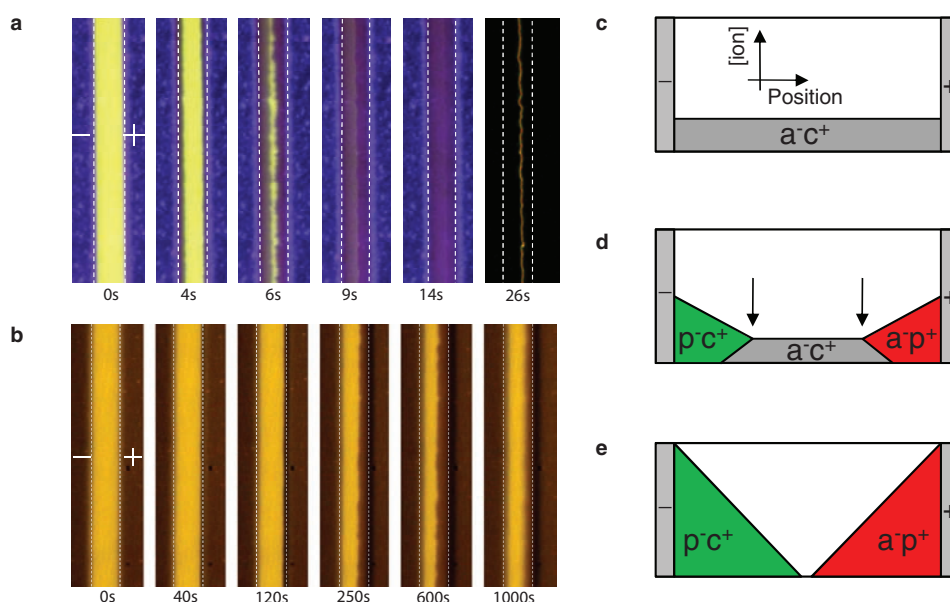 a
− +
0s 4s 6s 9s 14s 26s
b
− +
0s 40s 120s 250s 600s 1000s
c
− +
[ion]
Position
a⁻c⁺
d
− +
p⁻c⁺ a⁻c⁺ a⁻p⁺
e
− +
p⁻c⁺ a⁻p⁺